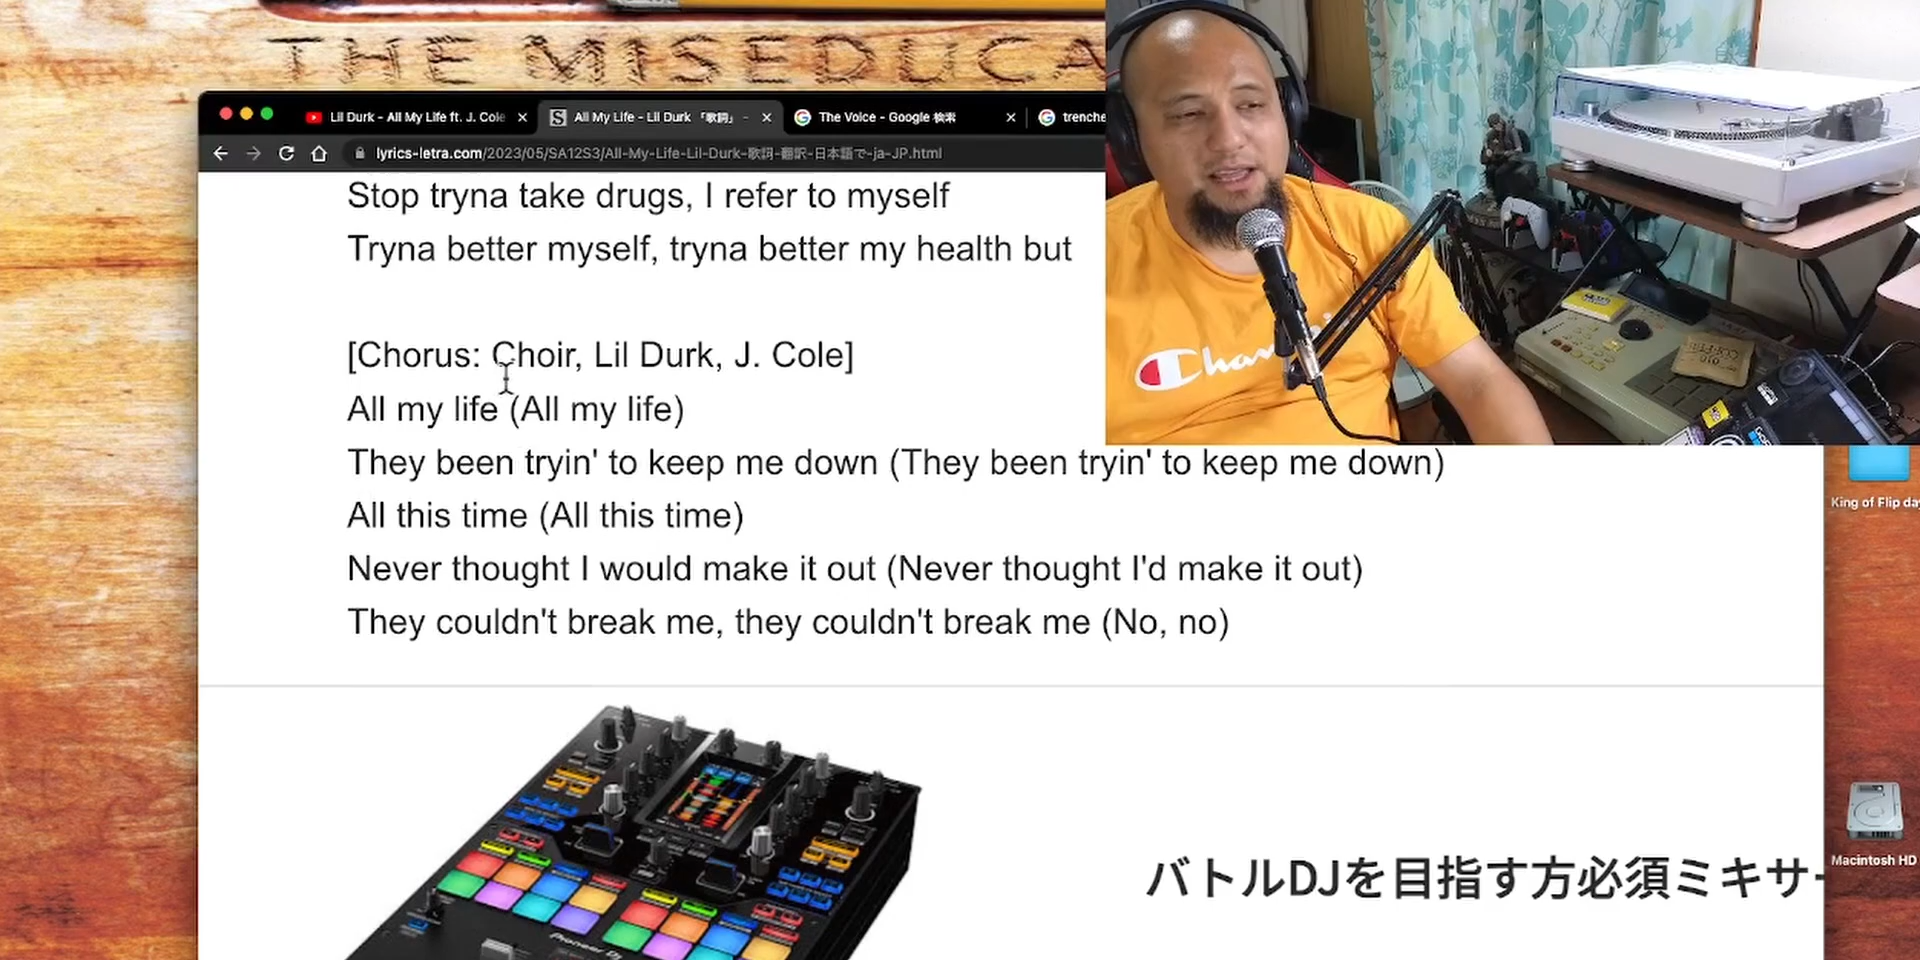 THE MISEDUCA
Lil Durk - All My Life ft. J. Cole
All My Life - Lil Durk 「歌詞」 -
The Voice - Google 検索
trenche
lyrics-letra.com/2023/05/SA12S3/All-My-Life-Lil-Durk-歌詞-翻訳-日本語で-ja-JP.html
Stop tryna take drugs, I refer to myself
Tryna better myself, tryna better my health but
[Chorus: Choir, Lil Durk, J. Cole]
All my life (All my life)
They been tryin' to keep me down (They been tryin' to keep me down)
All this time (All this time)
Never thought I would make it out (Never thought I'd make it out)
They couldn't break me, they couldn't break me (No, no)
Cham
King of Flip day
Macintosh HD
バトルDJを目指す方必須ミキサー
Pioneer Dj